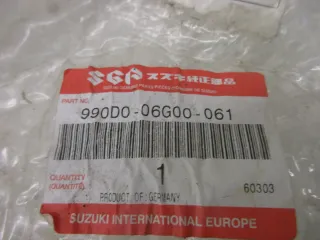 SGP スズキ純正部品
PART NO.
990D0-06G00-061
1
QUANTITY
QUANTITY
60303
PRODUCT OF GERMANY
SUZUKI INTERNATIONAL EUROPE